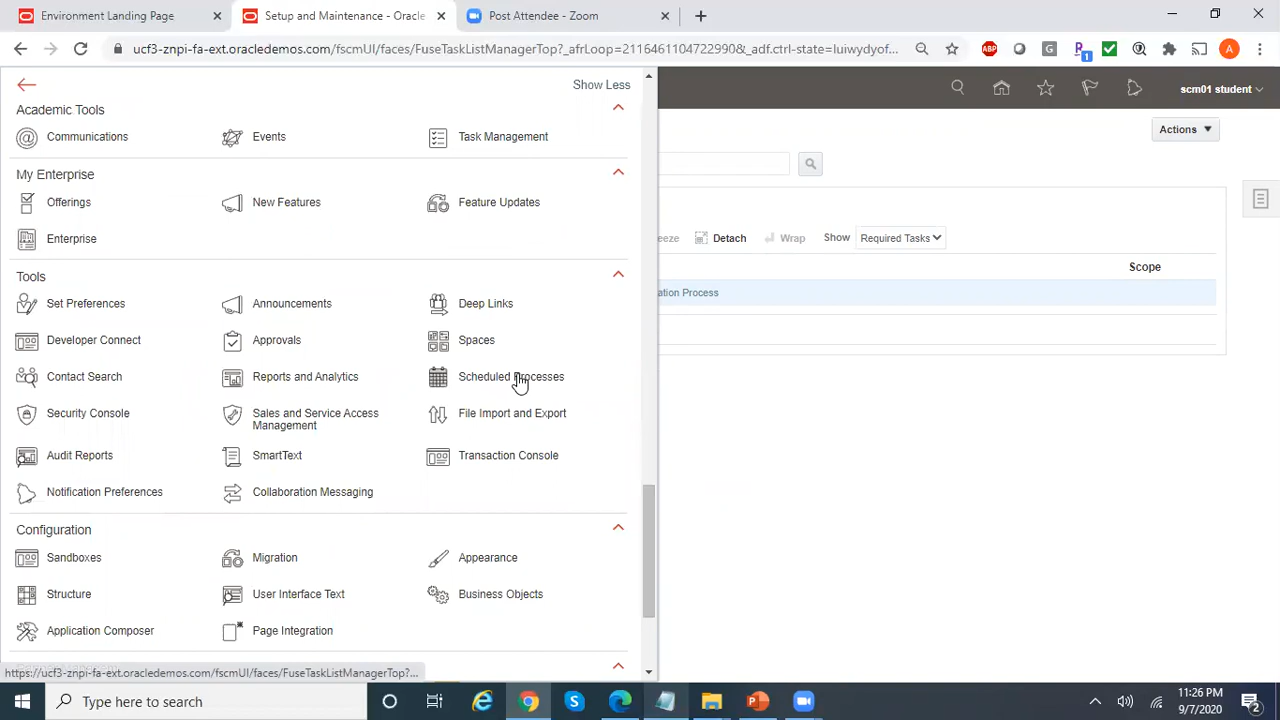 Environment Landing Page
Setup and Maintenance - Oracle
Post Attendee - Zoom
ucf3-znpi-fa-ext.oracledemos.com/fscmUI/faces/FuseTaskListManagerTop?_afrLoop=21164611047222990&_adf.ctrl-state=luiwydyof...
ABP
G
1
A
Show Less
scm01 student
Academic Tools
Communications
Events
Task Management
Actions
My Enterprise
Offerings
New Features
Feature Updates
Enterprise
eeze
Detach
Wrap
Show
Required Tasks
Scope
Tools
ation Process
Set Preferences
Announcements
Deep Links
Developer Connect
Approvals
Spaces
Contact Search
Reports and Analytics
Scheduled Processes
Security Console
Sales and Service Access Management
File Import and Export
Audit Reports
SmartText
Transaction Console
Notification Preferences
Collaboration Messaging
Configuration
Sandboxes
Migration
Appearance
Structure
User Interface Text
Business Objects
Application Composer
Page Integration
https://ucf3-znpi-fa-ext.oracledemos.com/fscmUI/faces/FuseTaskListManagerTop?...
Type here to search
11:26 PM
9/7/2020
2